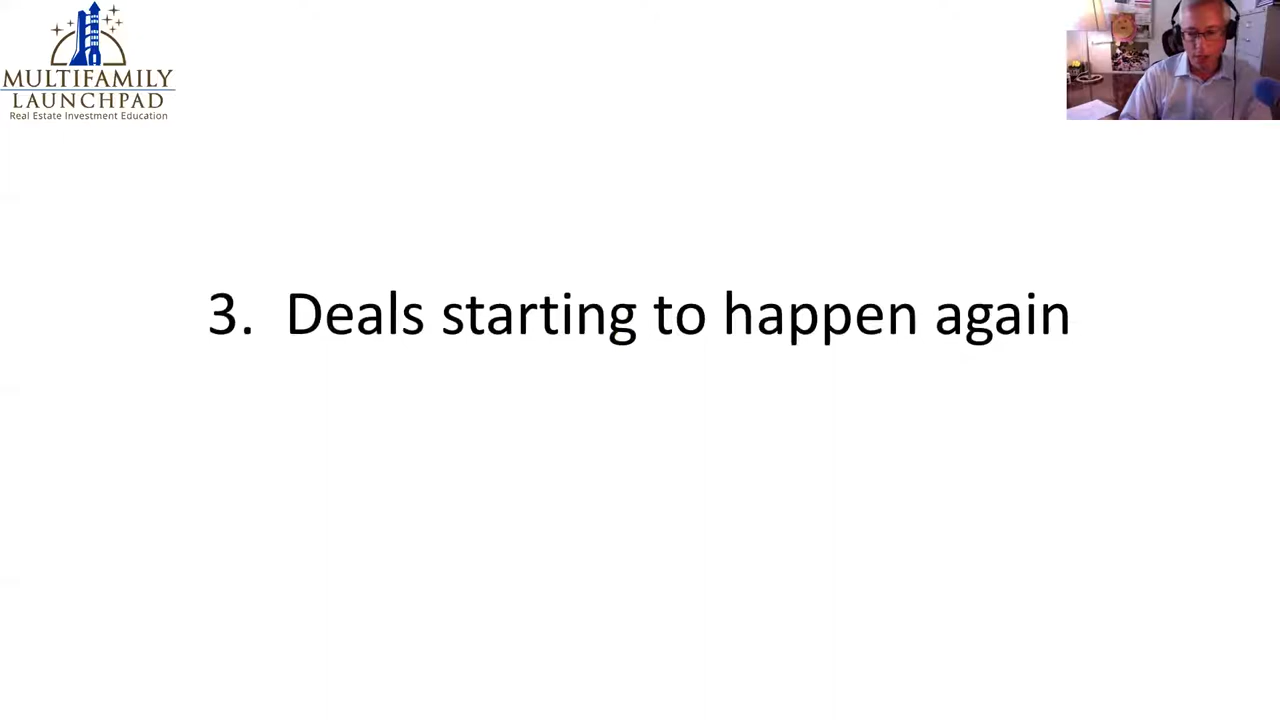 MULTIFAMILY
LAUNCHPAD
Real Estate Investment Education
3. Deals starting to happen again